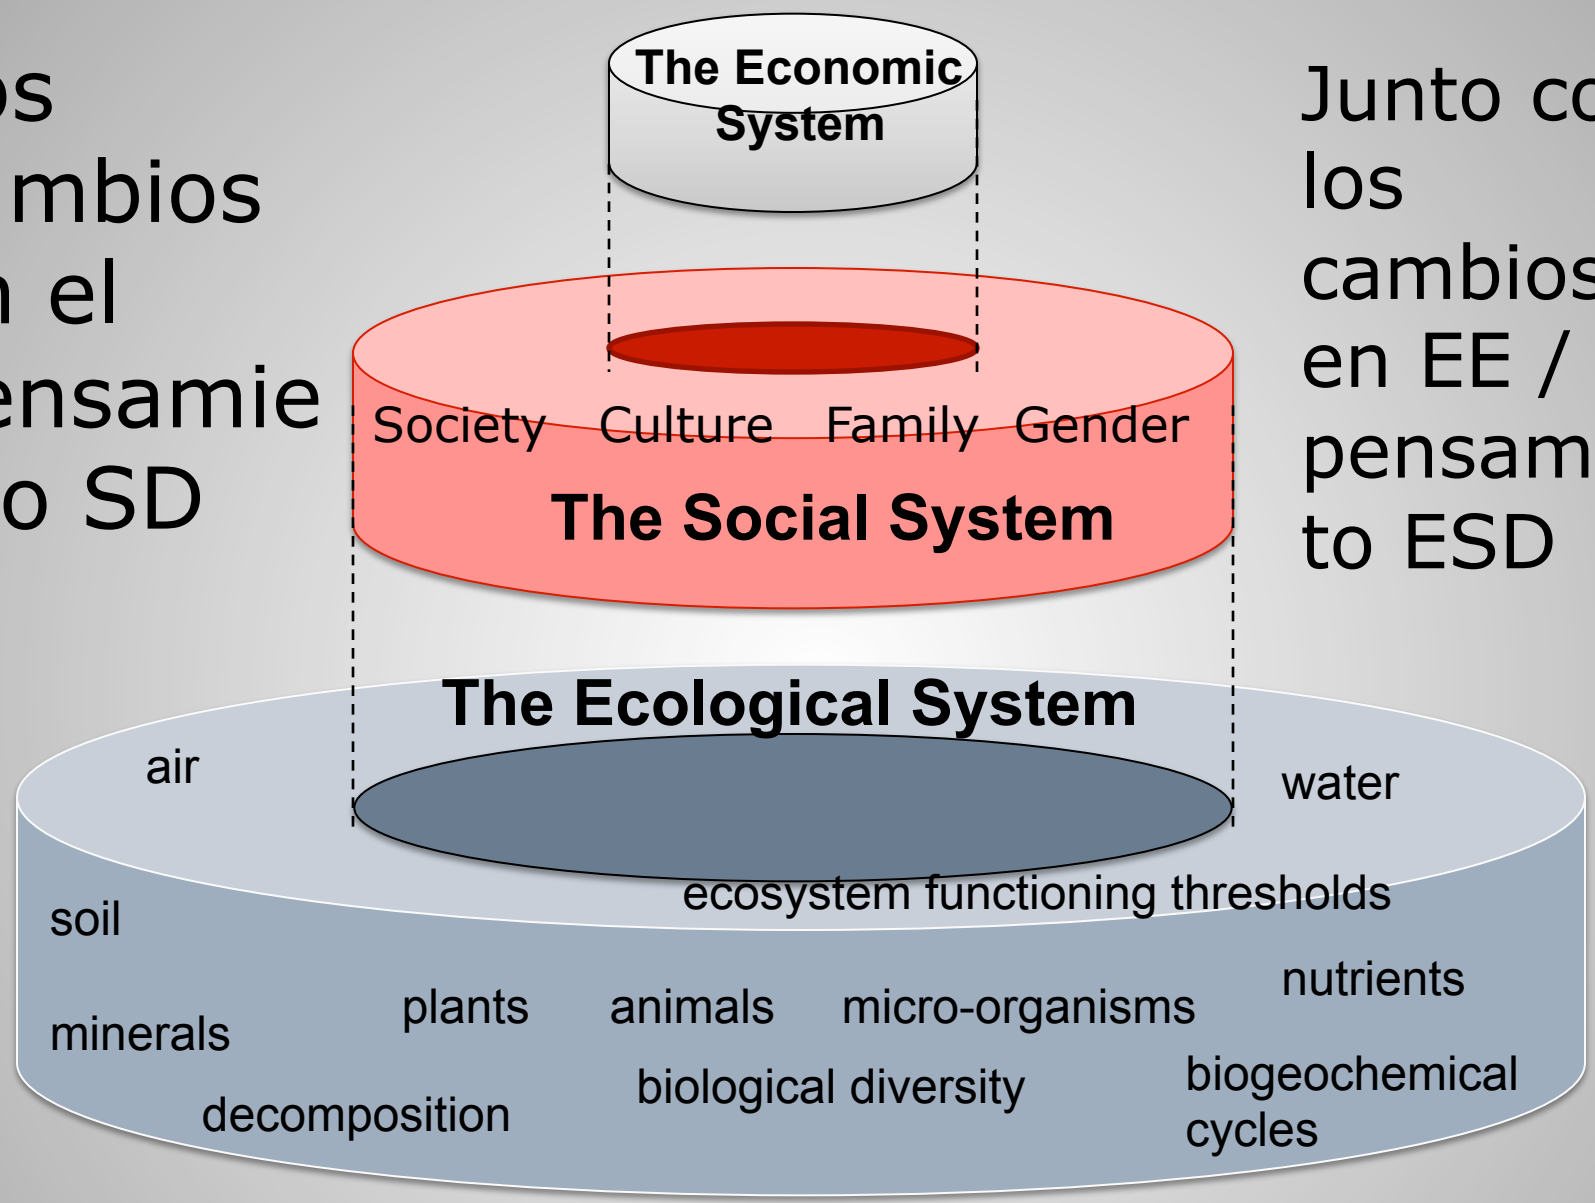 The Economic
System
os
mbios
n el
ensamie
o SD
Junto co
los
cambios
en EE /
pensam
to ESD
Society Culture Family Gender
The Social System
The Ecological System
air
water
ecosystem functioning thresholds
soil
nutrients
plants animals micro-organisms
minerals
biological diversity
biogeochemical
cycles
decomposition